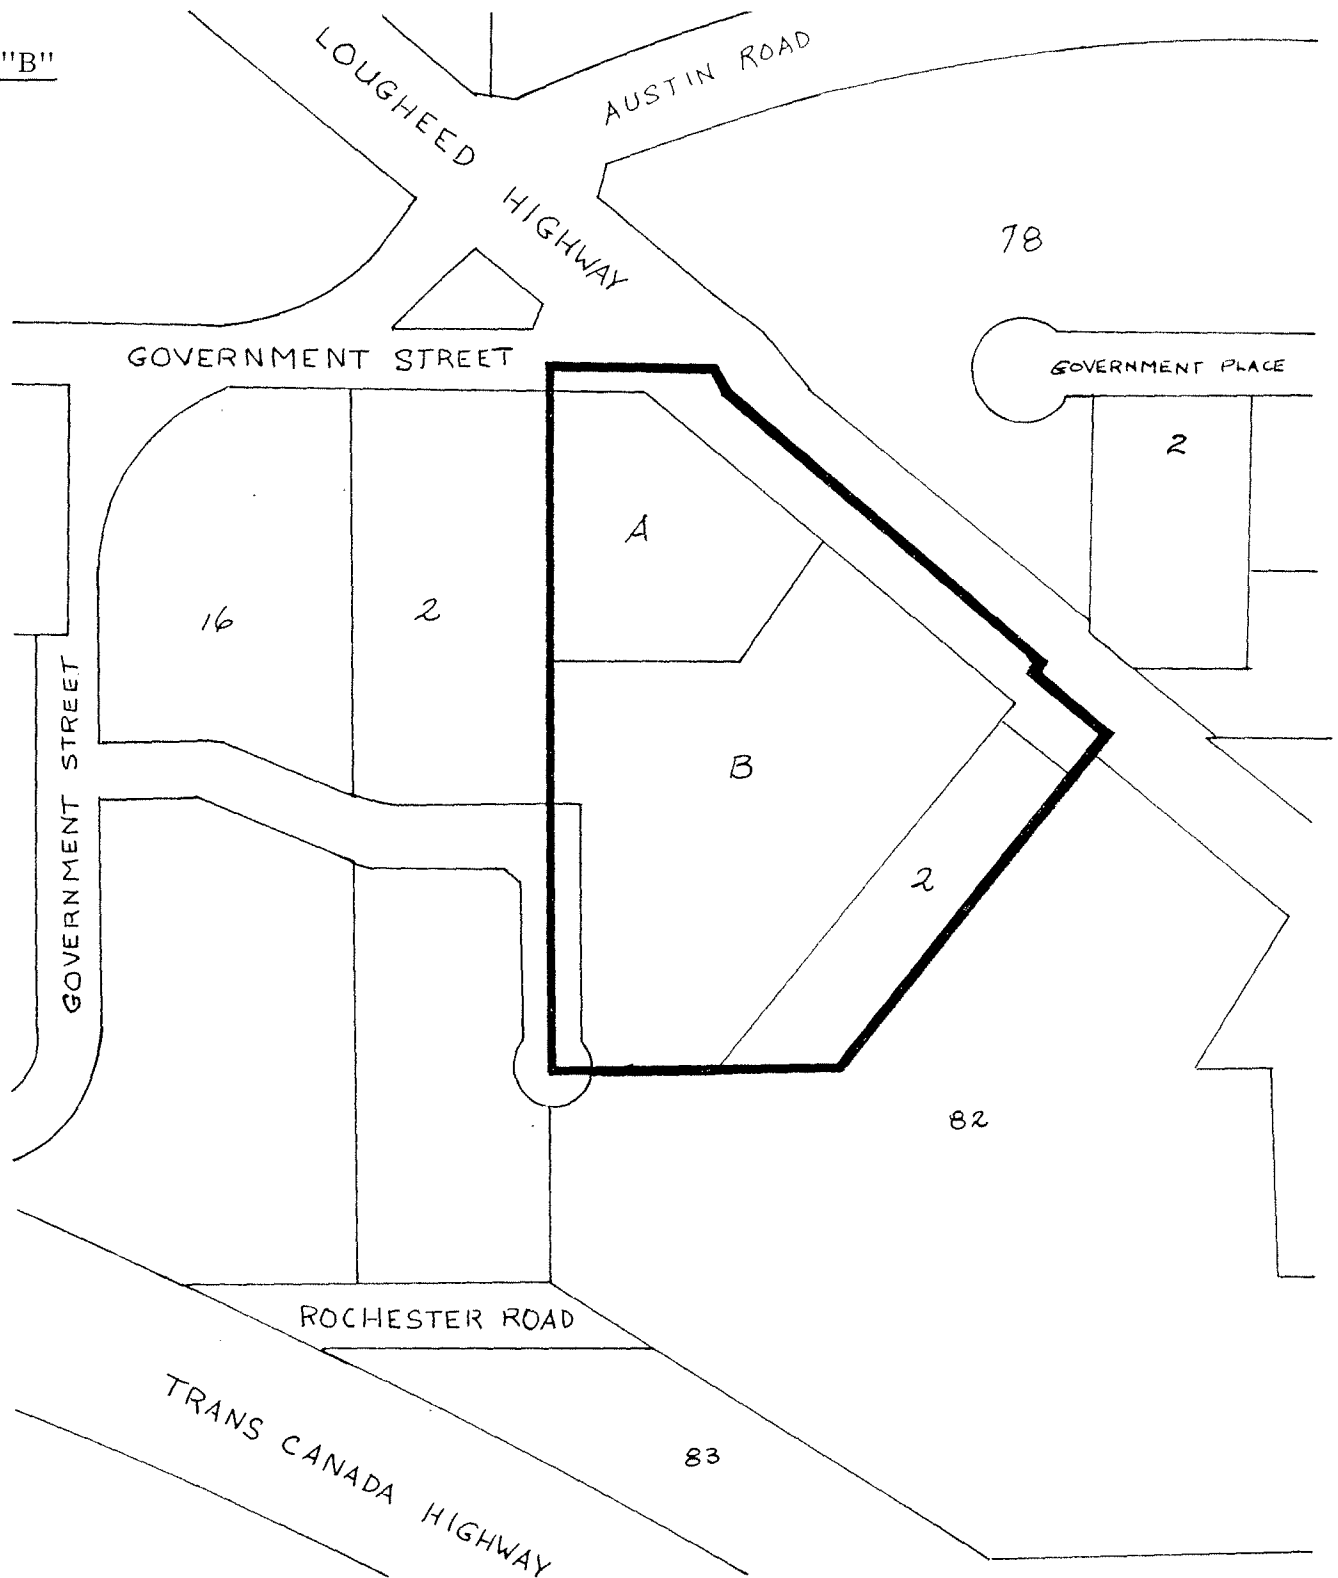 "B"
LOUGHEED HIGHWAY
AUSTIN ROAD
78
GOVERNMENT STREET
GOVERNMENT PLACE
2
A
16
2
GOVERNMENT STREET
B
2
82
ROCHESTER ROAD
TRANS CANADA HIGHWAY
83